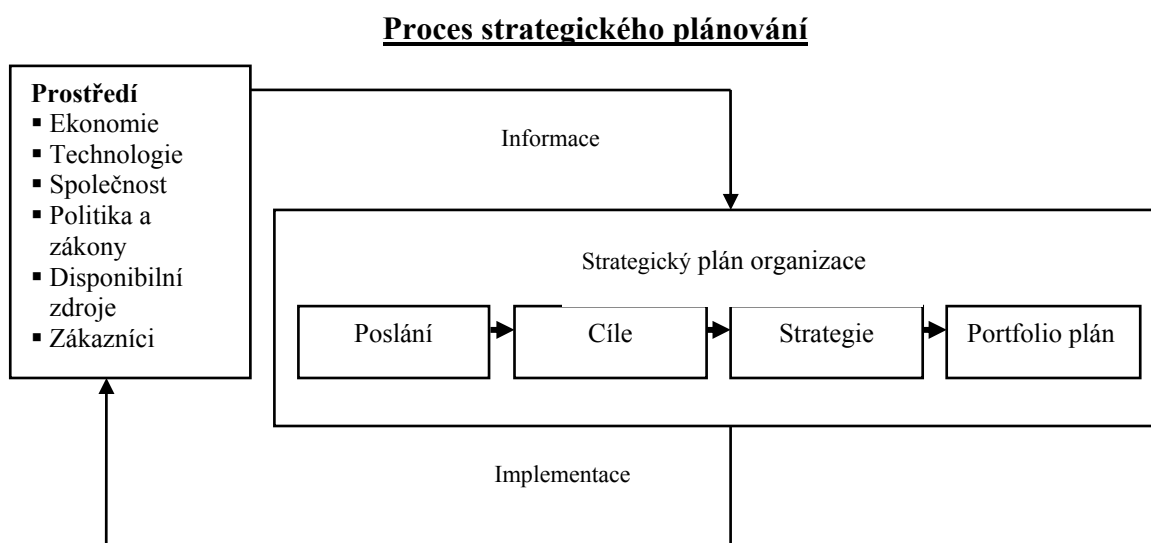 Proces strategického plánování
Prostředí
▪ Ekonomie
▪ Technologie
▪ Společnost
▪ Politika a
zákony
▪ Disponibilní
zdroje
▪ Zákazníci
Informace
Strategický plán organizace
Poslání
Cíle
Strategie
Portfolio plán
Implementace